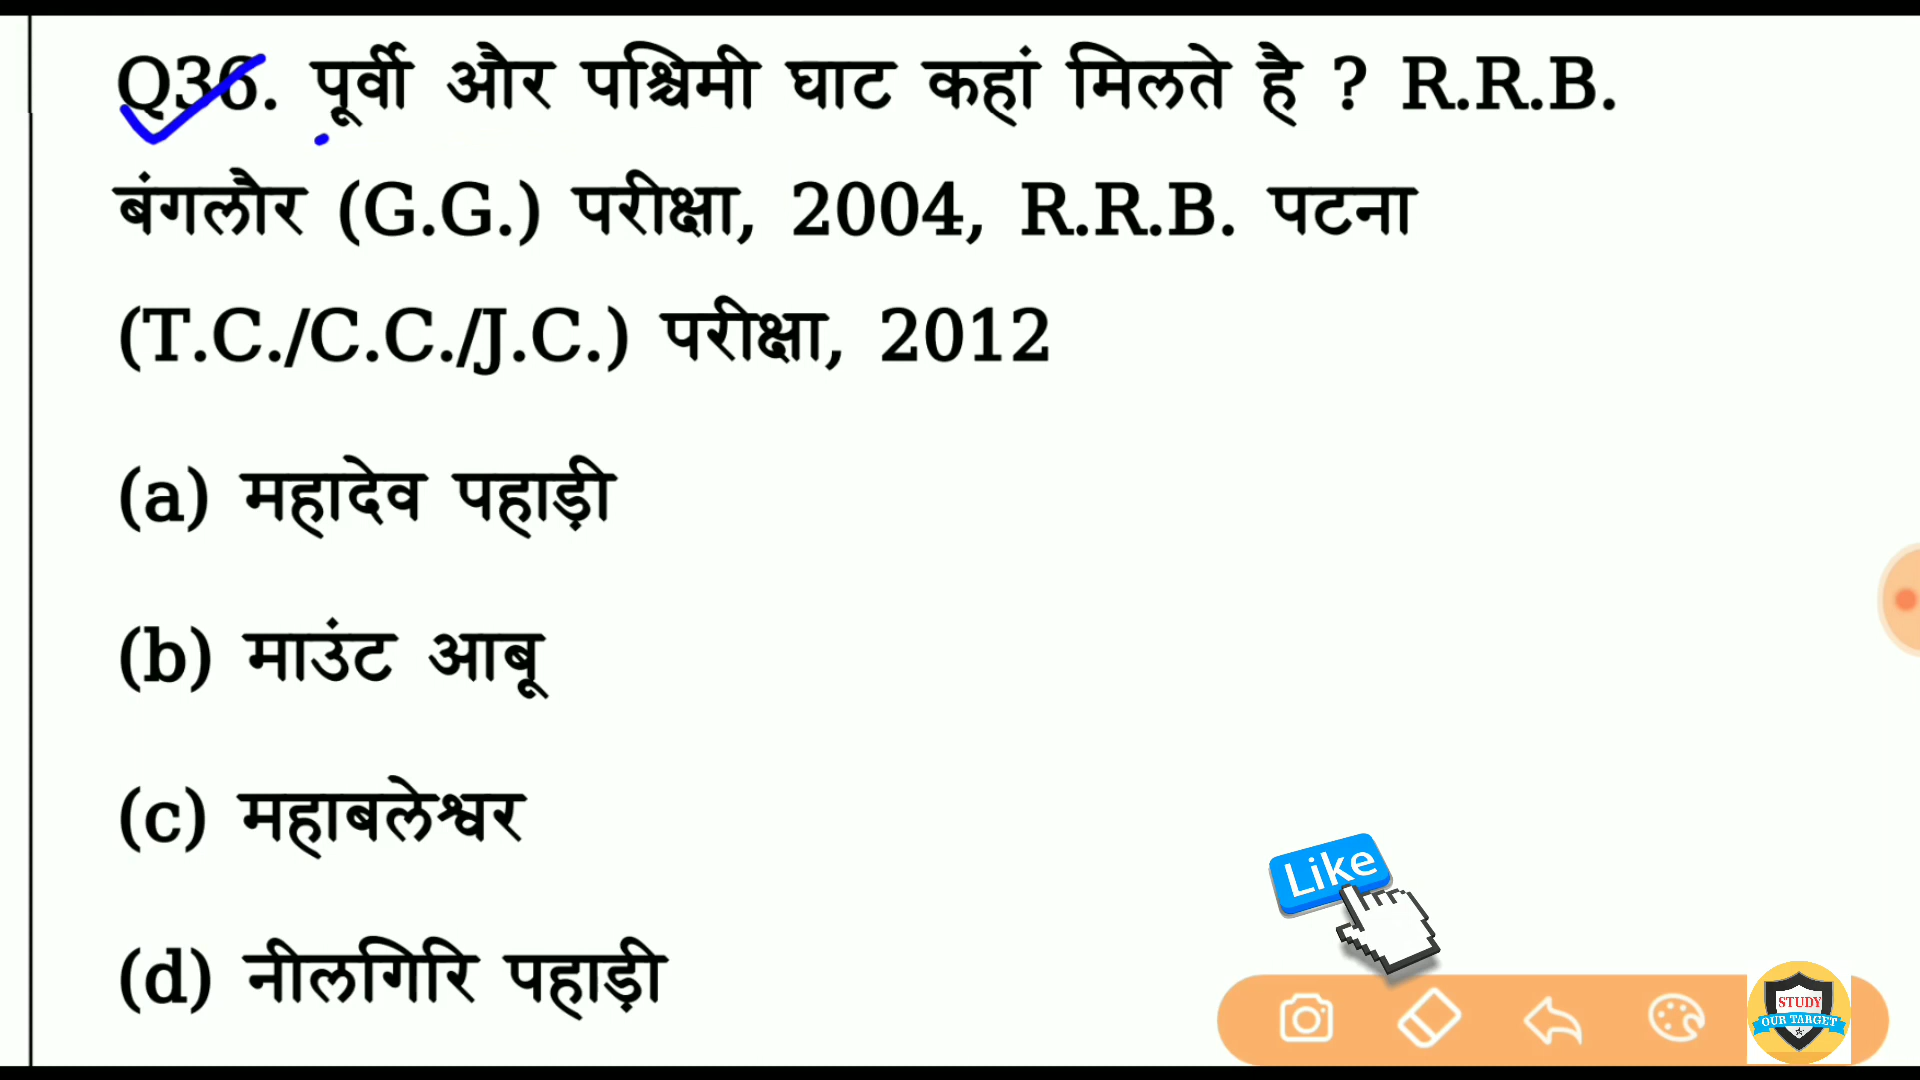 Q36. पूर्वी और पश्चिमी घाट कहां मिलते है ? R.R.B.
बंगलौर (G.G.) परीक्षा, 2004, R.R.B. पटना
(T.C./C.C./J.C.) परीक्षा, 2012
(a) महादेव पहाड़ी
(b) माउंट आबू
(c) महाबलेश्वर
(d) नीलगिरि पहाड़ी
Like
STUDY
OUR TARGET